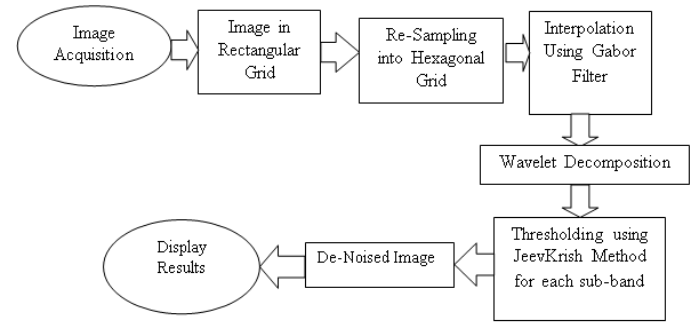 Image
Acquisition
Image in
Rectangular
Grid
Re-Sampling
into Hexagonal
Grid
Interpolation
Using Gabor
Filter
Wavelet Decomposition
Thresholding using
JeevKrish Method
for each sub-band
De-Noised Image
Display
Results